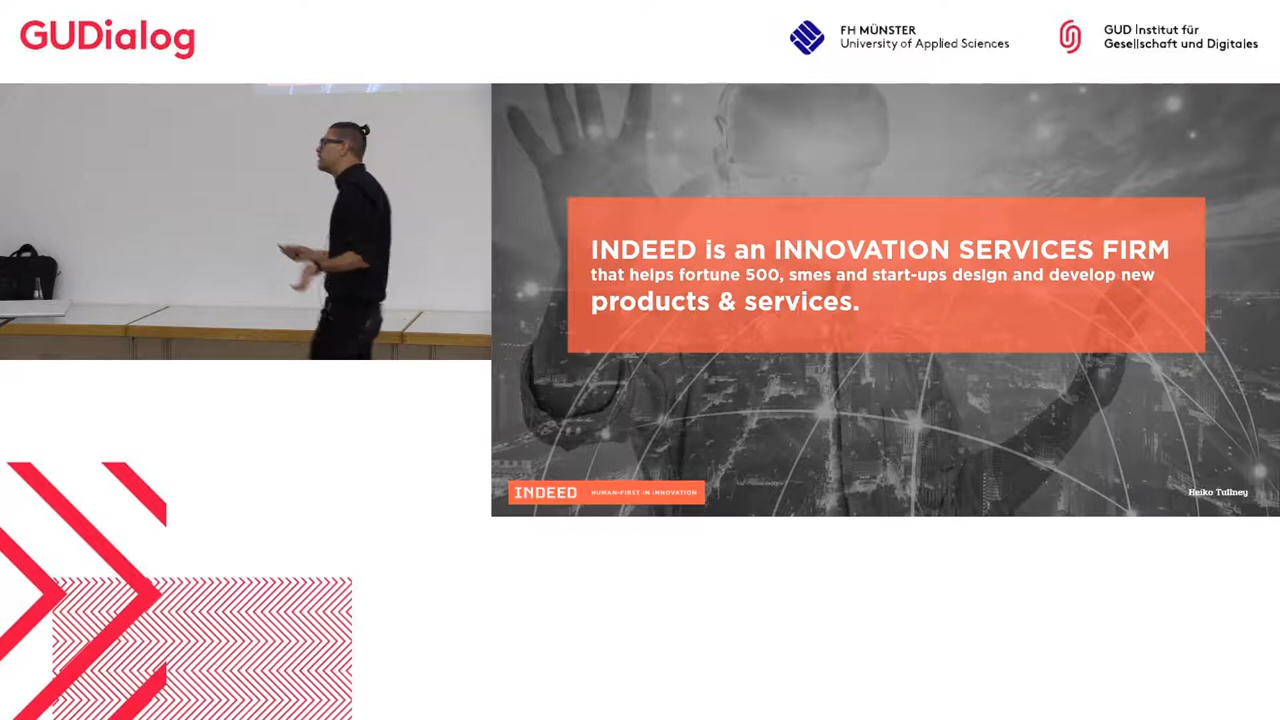 GUDialog
FH MÜNSTER
University of Applied Sciences
GUD Institut für
Gesellschaft und Digitales
INDEED is an INNOVATION SERVICES FIRM
that helps fortune 500, smes and start-ups design and develop new
products & services.
INDEED HUMAN-FIRST IN INNOVATION
Heiko Tullney